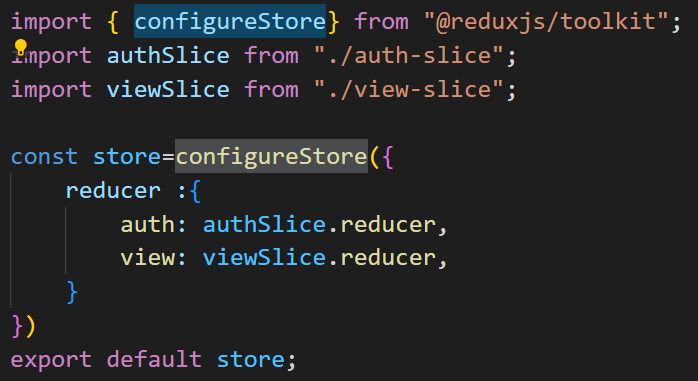 import { configureStore} from "@reduxjs/toolkit";
import authSlice from "./auth-slice";
import viewSlice from "./view-slice";

const store=configureStore({
    reducer :{
        auth: authSlice.reducer,
        view: viewSlice.reducer,
    }
})
export default store;